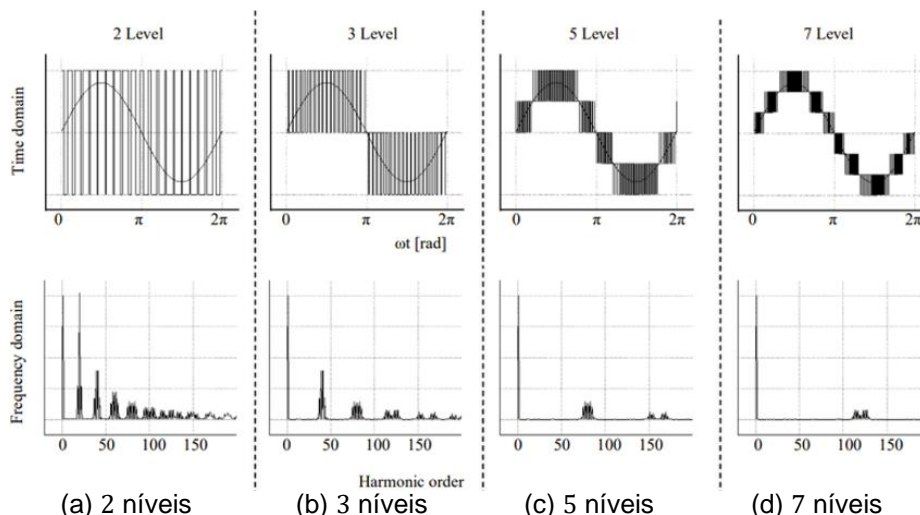 2 Level
3 Level
5 Level
7 Level
Time domain
0 π 2π
0 π 2π
0 π 2π
0 π 2π
ωt [rad]
Frequency domain
0 50 100 150
0 50 100 150
0 50 100 150
0 50 100 150
Harmonic order
(a) 2 níveis
(b) 3 níveis
(c) 5 níveis
(d) 7 níveis